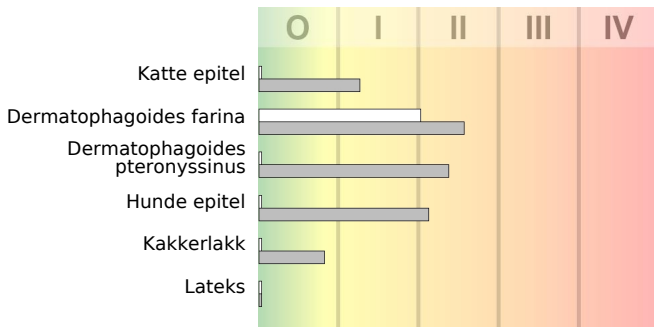 O I II III IV
Katte epitel
Dermatophagoides farina
Dermatophagoides
pteronyssinus
Hunde epitel
Kakkerlakk
Lateks